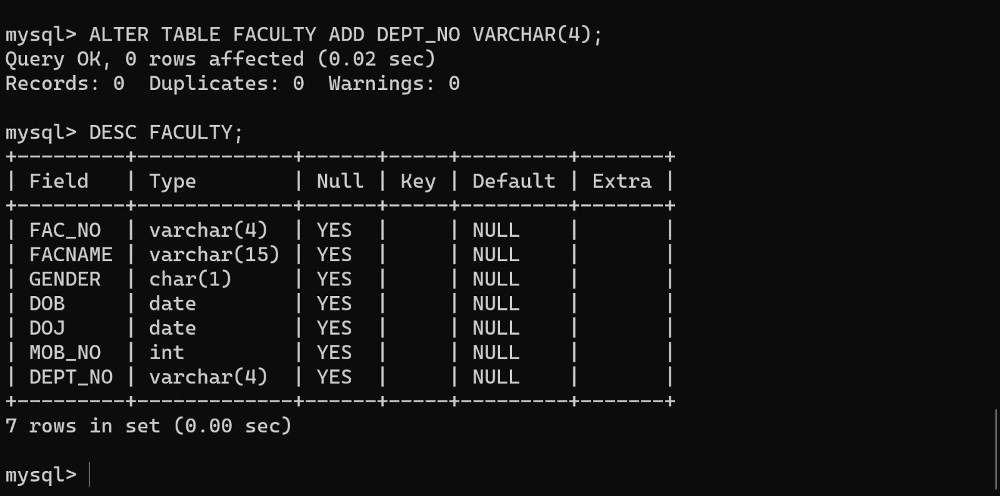 mysql> ALTER TABLE FACULTY ADD DEPT_NO VARCHAR(4);
Query OK, 0 rows affected (0.02 sec)
Records: 0  Duplicates: 0  Warnings: 0

mysql> DESC FACULTY;
+---------+-------------+------+-----+---------+-------+
| Field   | Type        | Null | Key | Default | Extra |
+---------+-------------+------+-----+---------+-------+
| FAC_NO  | varchar(4)  | YES  |     | NULL    |       |
| FACNAME | varchar(15) | YES  |     | NULL    |       |
| GENDER  | char(1)     | YES  |     | NULL    |       |
| DOB     | date        | YES  |     | NULL    |       |
| DOJ     | date        | YES  |     | NULL    |       |
| MOB_NO  | int         | YES  |     | NULL    |       |
| DEPT_NO | varchar(4)  | YES  |     | NULL    |       |
+---------+-------------+------+-----+---------+-------+
7 rows in set (0.00 sec)

mysql>